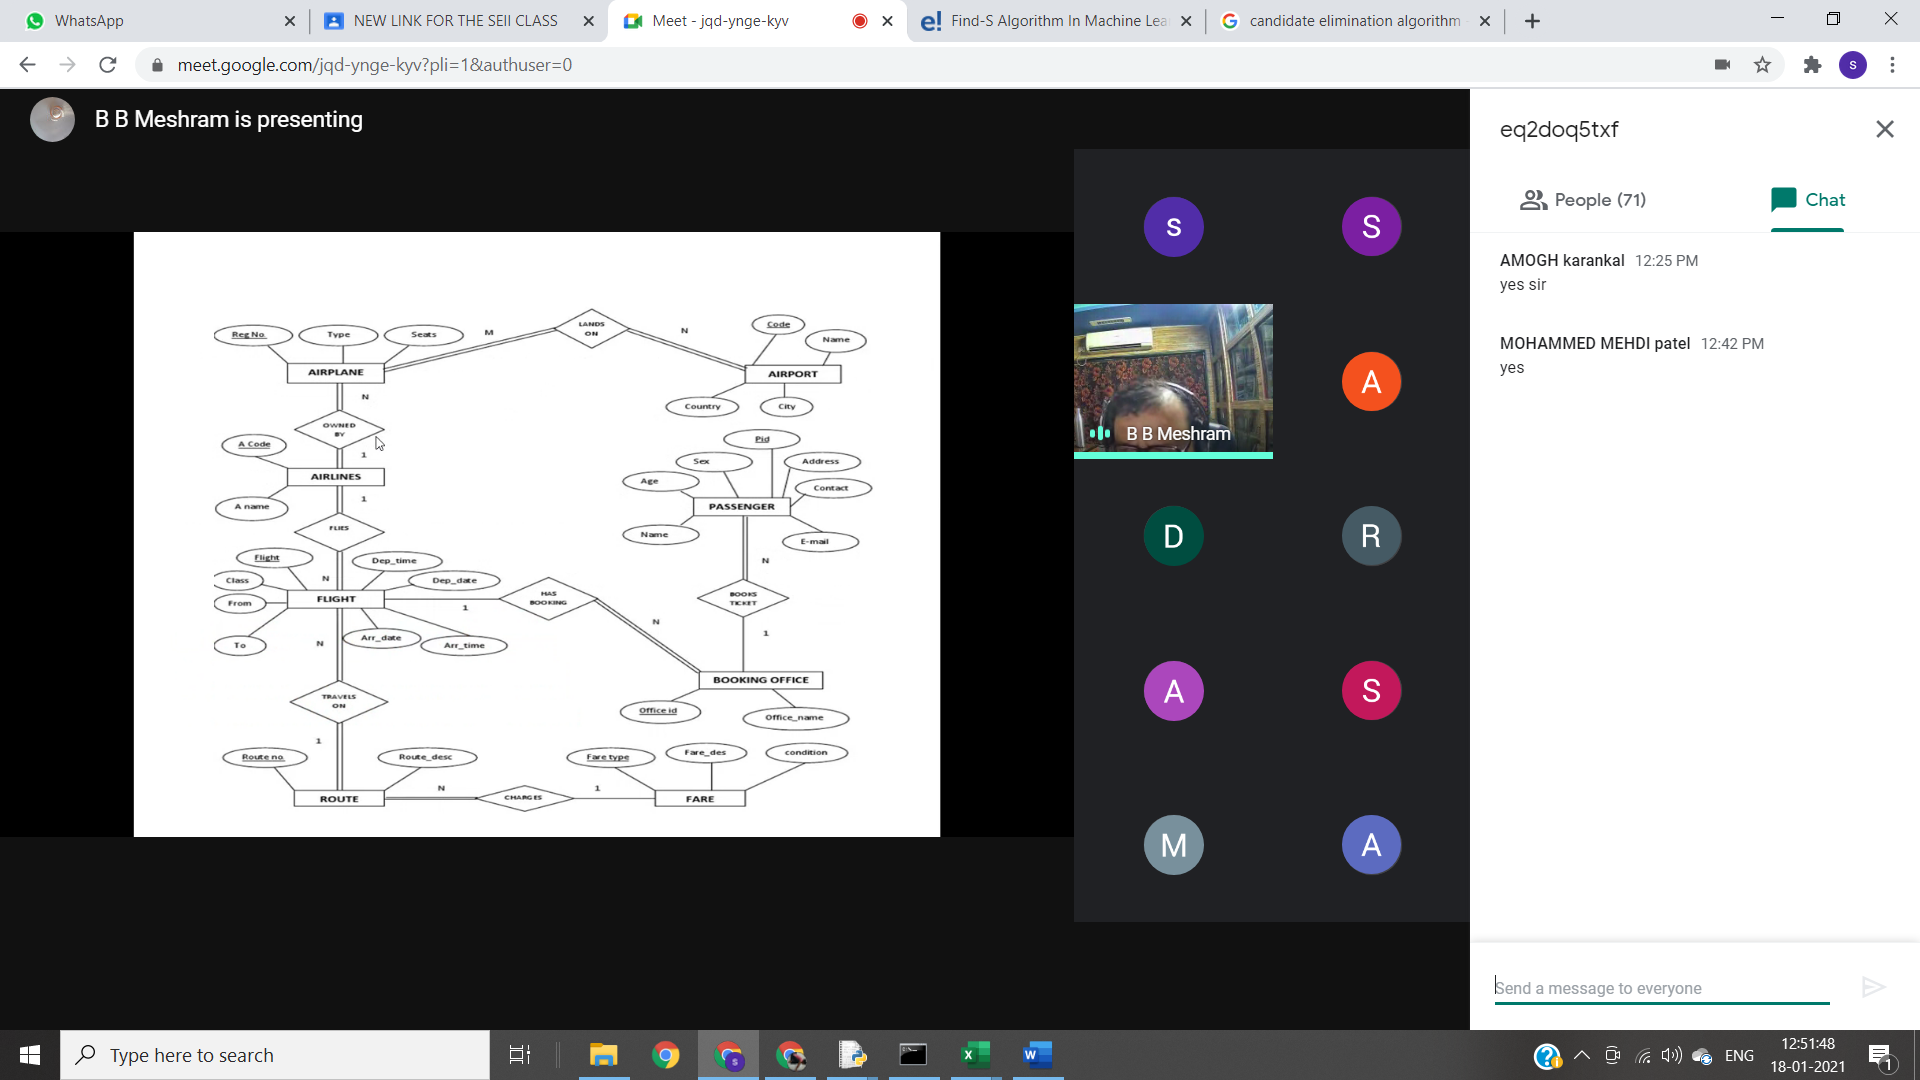 WhatsApp
NEW LINK FOR THE SEII CLASS
Meet - jqd-ynge-kyv
Find-S Algorithm In Machine Lea
candidate elimination algorithm
meet.google.com/jqd-ynge-kyv?pli=1&authuser=0
s
B B Meshram is presenting
Reg No.
Type
Seats
M
LANDS
ON
N
Code
Name
AIRPLANE
AIRPORT
N
Country
City
OWNED
BY
A Code
1
AIRLINES
1
A name
FLIES
Pid
Sex
Address
Age
Contact
PASSENGER
Name
E-mail
Flight
Dep_time
N
Class
Dep_date
From
FLIGHT
1
HAS
BOOKING
N
BOOKS
TICKET
To
N
Arr_date
Arr_time
N
1
BOOKING OFFICE
TRAVELS
ON
Office id
Office_name
1
Route no.
Route_desc
Fare type
Fare_des
condition
ROUTE
N
CHARGES
1
FARE
s
S
B B Meshram
A
D
R
A
S
M
A
eq2doq5txf
People (71)
Chat
AMOGH karankal 12:25 PM
yes sir
MOHAMMED MEHDI patel 12:42 PM
yes
Send a message to everyone
Type here to search
ENG
12:51:48
18-01-2021
1